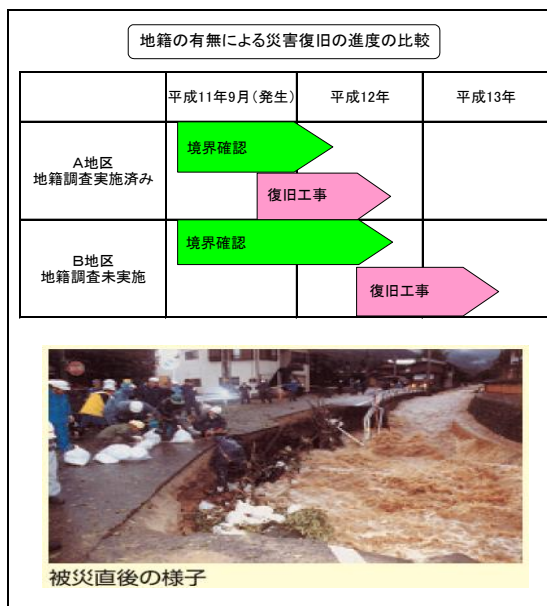 地籍の有無による災害復旧の進度の比較
平成11年9月(発生) 平成12年 平成13年
A地区
地籍調査実施済み
境界確認
復旧工事
B地区
地籍調査未実施
境界確認
復旧工事
被災直後の様子